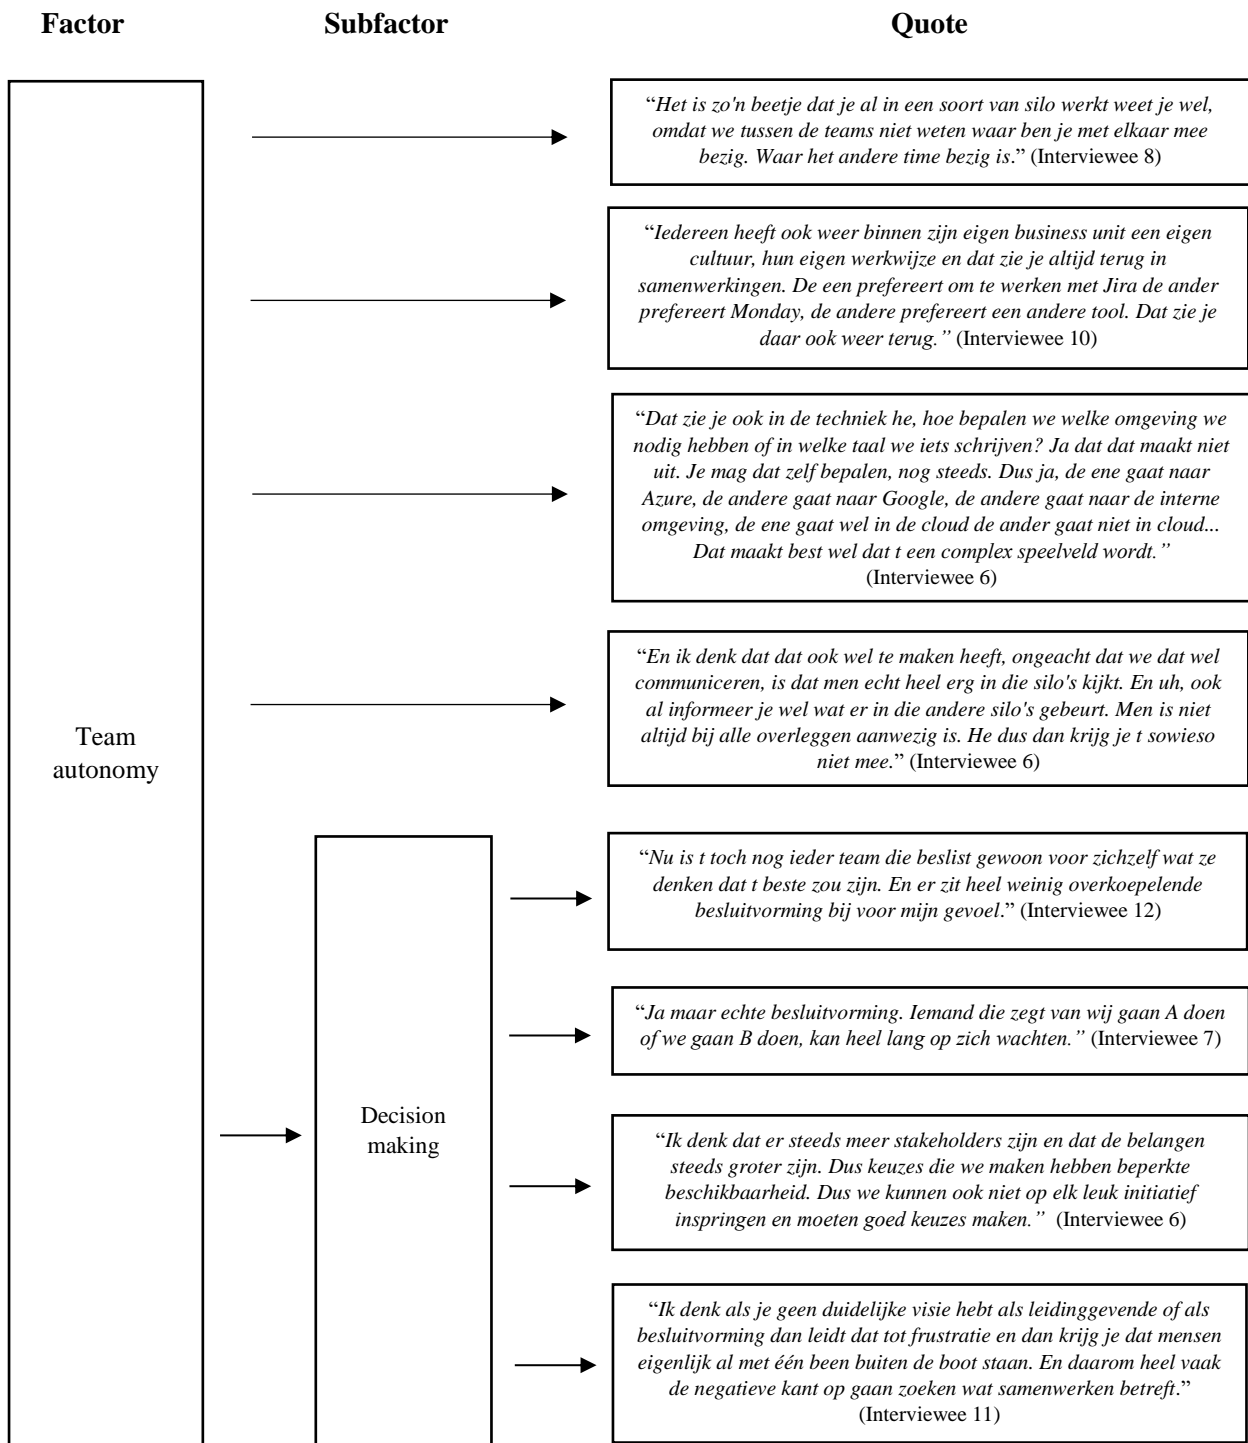 Factor
Subfactor
Quote
“Het is zo'n beetje dat je al in een soort van silo werkt weet je wel,
omdat we tussen de teams niet weten waar ben je met elkaar mee
bezig. Waar het andere time bezig is.” (Interviewee 8)
“Iedereen heeft ook weer binnen zijn eigen business unit een eigen
cultuur, hun eigen werkwijze en dat zie je altijd terug in
samenwerkingen. De een prefereert om te werken met Jira de ander
prefereert Monday, de andere prefereert een andere tool. Dat zie je
daar ook weer terug.” (Interviewee 10)
“Dat zie je ook in de techniek he, hoe bepalen we welke omgeving we
nodig hebben of in welke taal we iets schrijven? Ja dat dat maakt niet
uit. Je mag dat zelf bepalen, nog steeds. Dus ja, de ene gaat naar
Azure, de andere gaat naar Google, de andere gaat naar de interne
omgeving, de ene gaat wel in de cloud de ander gaat niet in cloud...
Dat maakt best wel dat t een complex speelveld wordt.”
(Interviewee 6)
“En ik denk dat dat ook wel te maken heeft, ongeacht dat we dat wel
communiceren, is dat men echt heel erg in die silo's kijkt. En uh, ook
al informeer je wel wat er in die andere silo's gebeurt. Men is niet
altijd bij alle overleggen aanwezig is. He dus dan krijg je t sowieso
niet mee.” (Interviewee 6)
Team
autonomy
“Nu is t toch nog ieder team die beslist gewoon voor zichzelf wat ze
denken dat t beste zou zijn. En er zit heel weinig overkoepelende
besluitvorming bij voor mijn gevoel.” (Interviewee 12)
“Ja maar echte besluitvorming. Iemand die zegt van wij gaan A doen
of we gaan B doen, kan heel lang op zich wachten.” (Interviewee 7)
Decision
making
“Ik denk dat er steeds meer stakeholders zijn en dat de belangen
steeds groter zijn. Dus keuzes die we maken hebben beperkte
beschikbaarheid. Dus we kunnen ook niet op elk leuk initiatief
inspringen en moeten goed keuzes maken.” (Interviewee 6)
“Ik denk als je geen duidelijke visie hebt als leidinggevende of als
besluitvorming dan leidt dat tot frustratie en dan krijg je dat mensen
eigenlijk al met één been buiten de boot staan. En daarom heel vaak
de negatieve kant op gaan zoeken wat samenwerken betreft.”
(Interviewee 11)